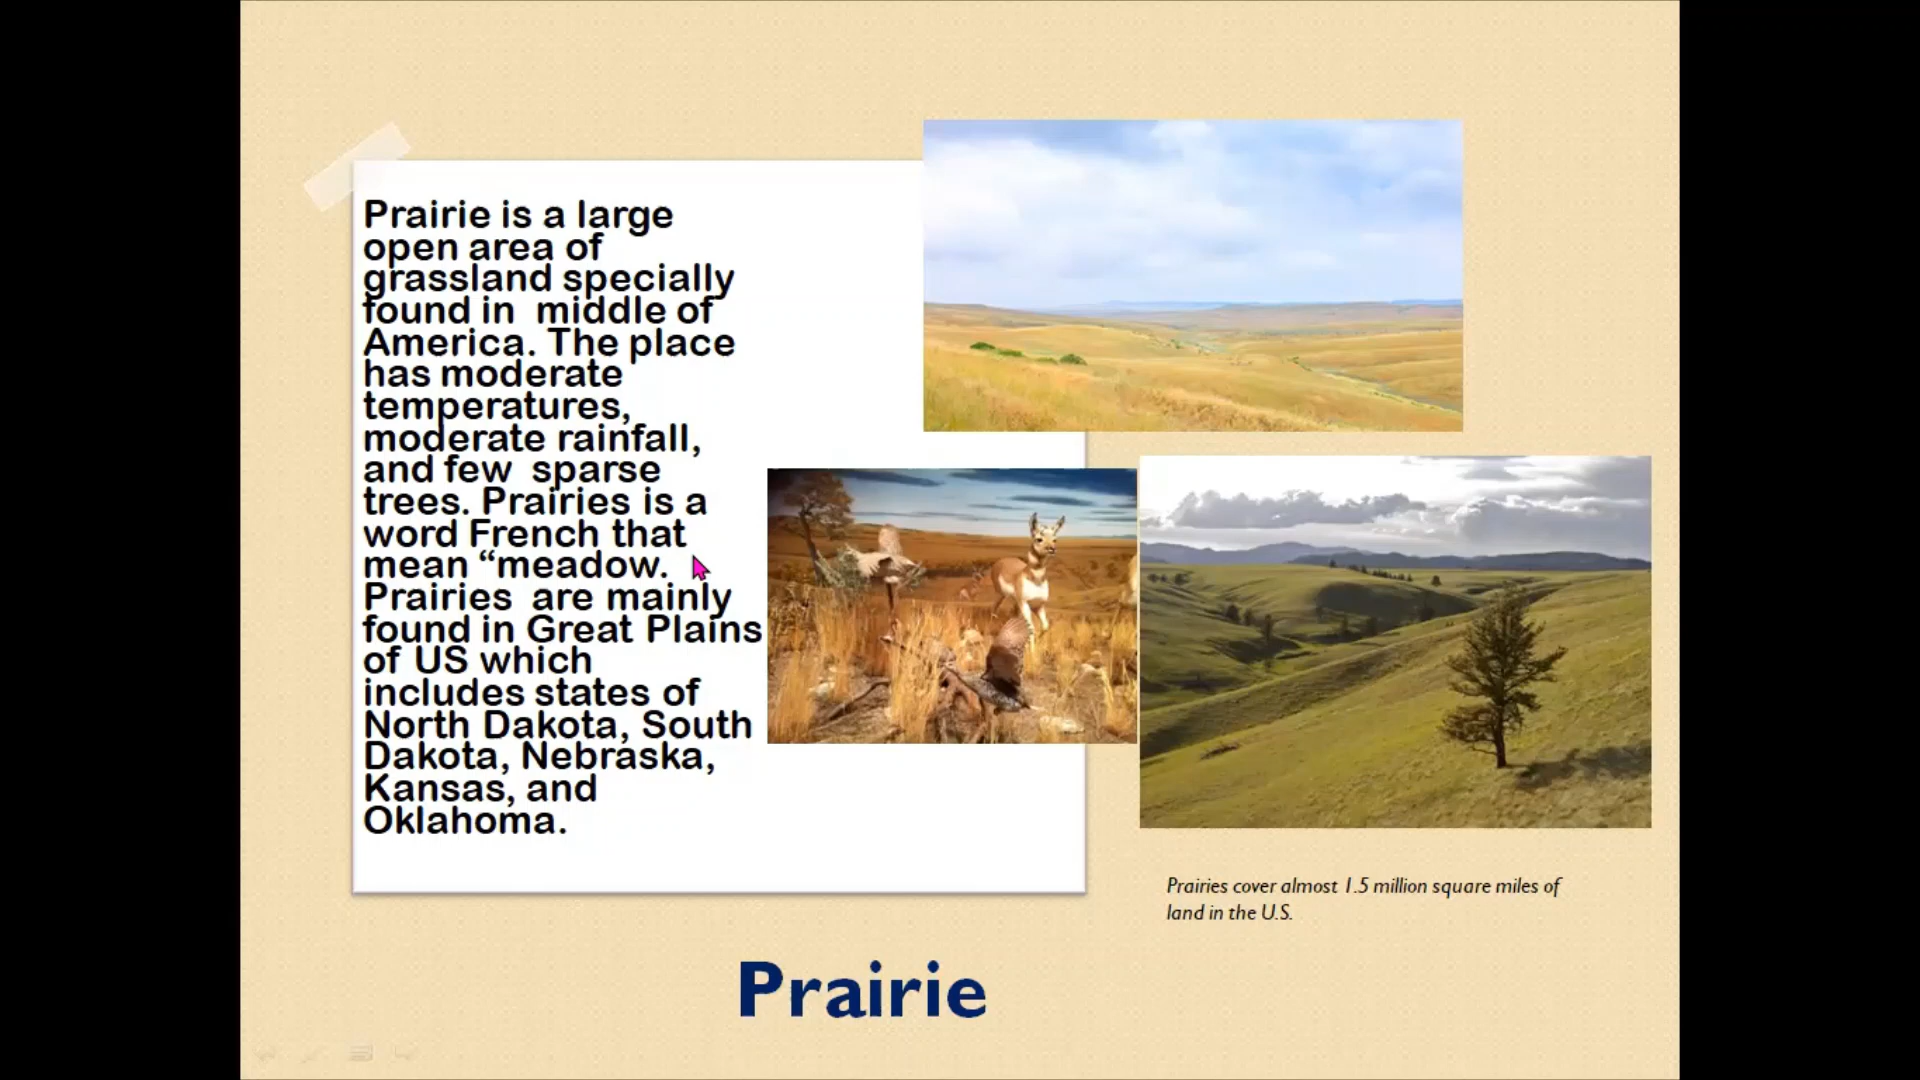 Prairie is a large
open area of
grassland specially
found in  middle of
America. The place
has moderate
temperatures,
moderate rainfall,
and few  sparse
trees. Prairies is a
word French that
mean “meadow.
Prairies  are mainly
found in Great Plains
of US which
includes states of
North Dakota, South
Dakota, Nebraska,
Kansas, and
Oklahoma.
Prairies cover almost 1.5 million square miles of
land in the U.S.
Prairie